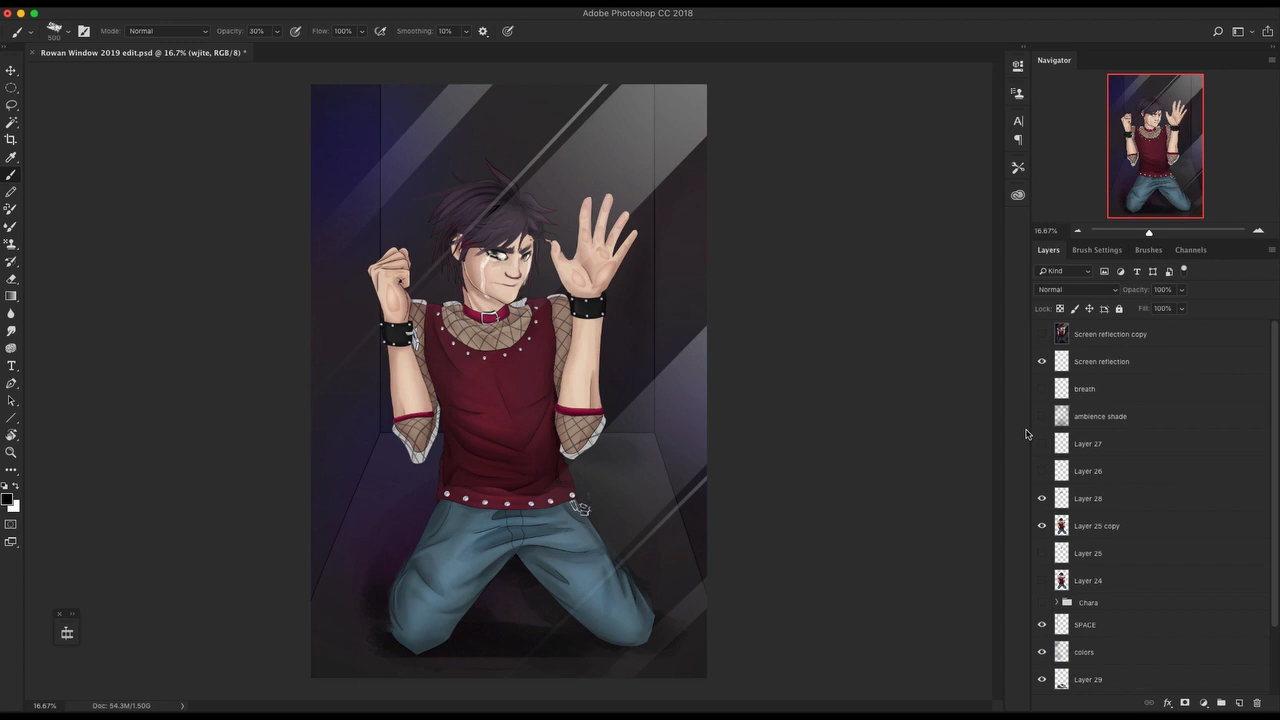 Adobe Photoshop CC 2018
500
Mode: Normal Opacity: 30% Flow: 100% Smoothing: 10%
Rowan Window 2019 edit.psd @ 16.7% (wjite, RGB/8) *
Navigator
16.67%
Layers Brush Settings Brushes Channels
Kind
Normal Opacity: 100%
Lock: Fill: 100%
Screen reflection copy
Screen reflection
breath
ambience shade
Layer 27
Layer 26
Layer 28
Layer 25 copy
Layer 25
Layer 24
Chara
SPACE
colors
Layer 29
16.67% Doc: 54.3M/1.50G